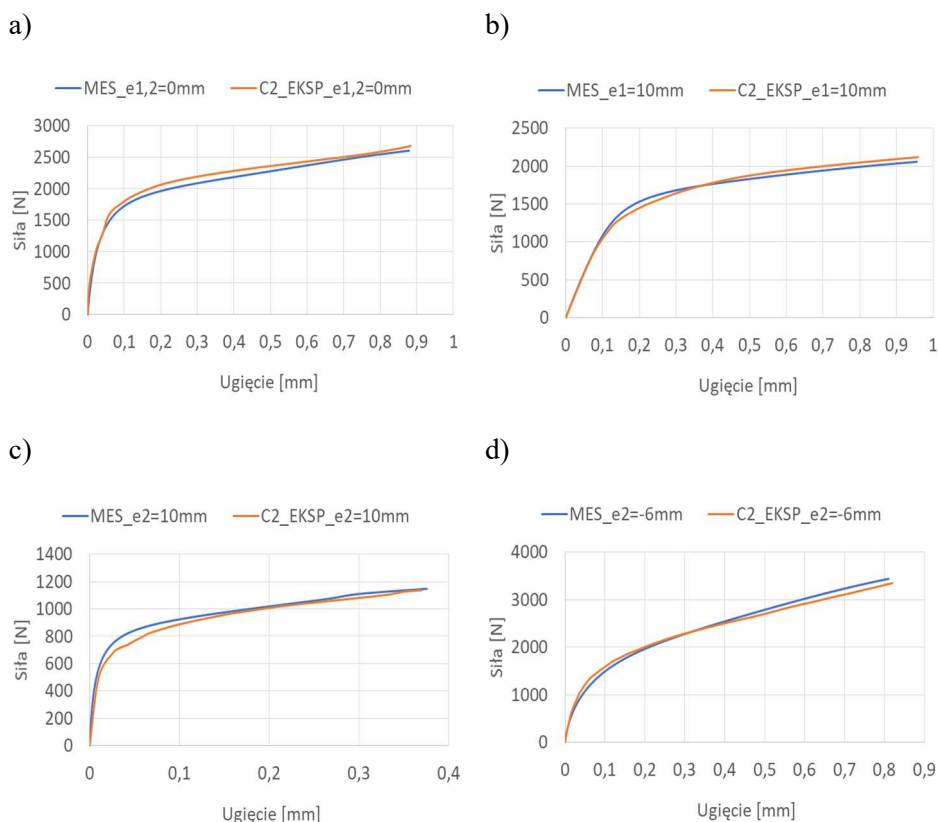 a)
MES_e1,2=0mm C2_EKSP_e1,2=0mm
Siła [N]
3000
2500
2000
1500
1000
500
0
0 0,1 0,2 0,3 0,4 0,5 0,6 0,7 0,8 0,9 1
Ugięcie [mm]
b)
MES_e1=10mm C2_EKSP_e1=10mm
Siła [N]
2500
2000
1500
1000
500
0
0 0,1 0,2 0,3 0,4 0,5 0,6 0,7 0,8 0,9 1
Ugięcie [mm]
c)
MES_e2=10mm C2_EKSP_e2=10mm
Siła [N]
1400
1200
1000
800
600
400
200
0
0 0,1 0,2 0,3 0,4
Ugięcie [mm]
d)
MES_e2=-6mm C2_EKSP_e2=-6mm
Siła [N]
4000
3000
2000
1000
0
0 0,1 0,2 0,3 0,4 0,5 0,6 0,7 0,8 0,9
Ugięcie [mm]